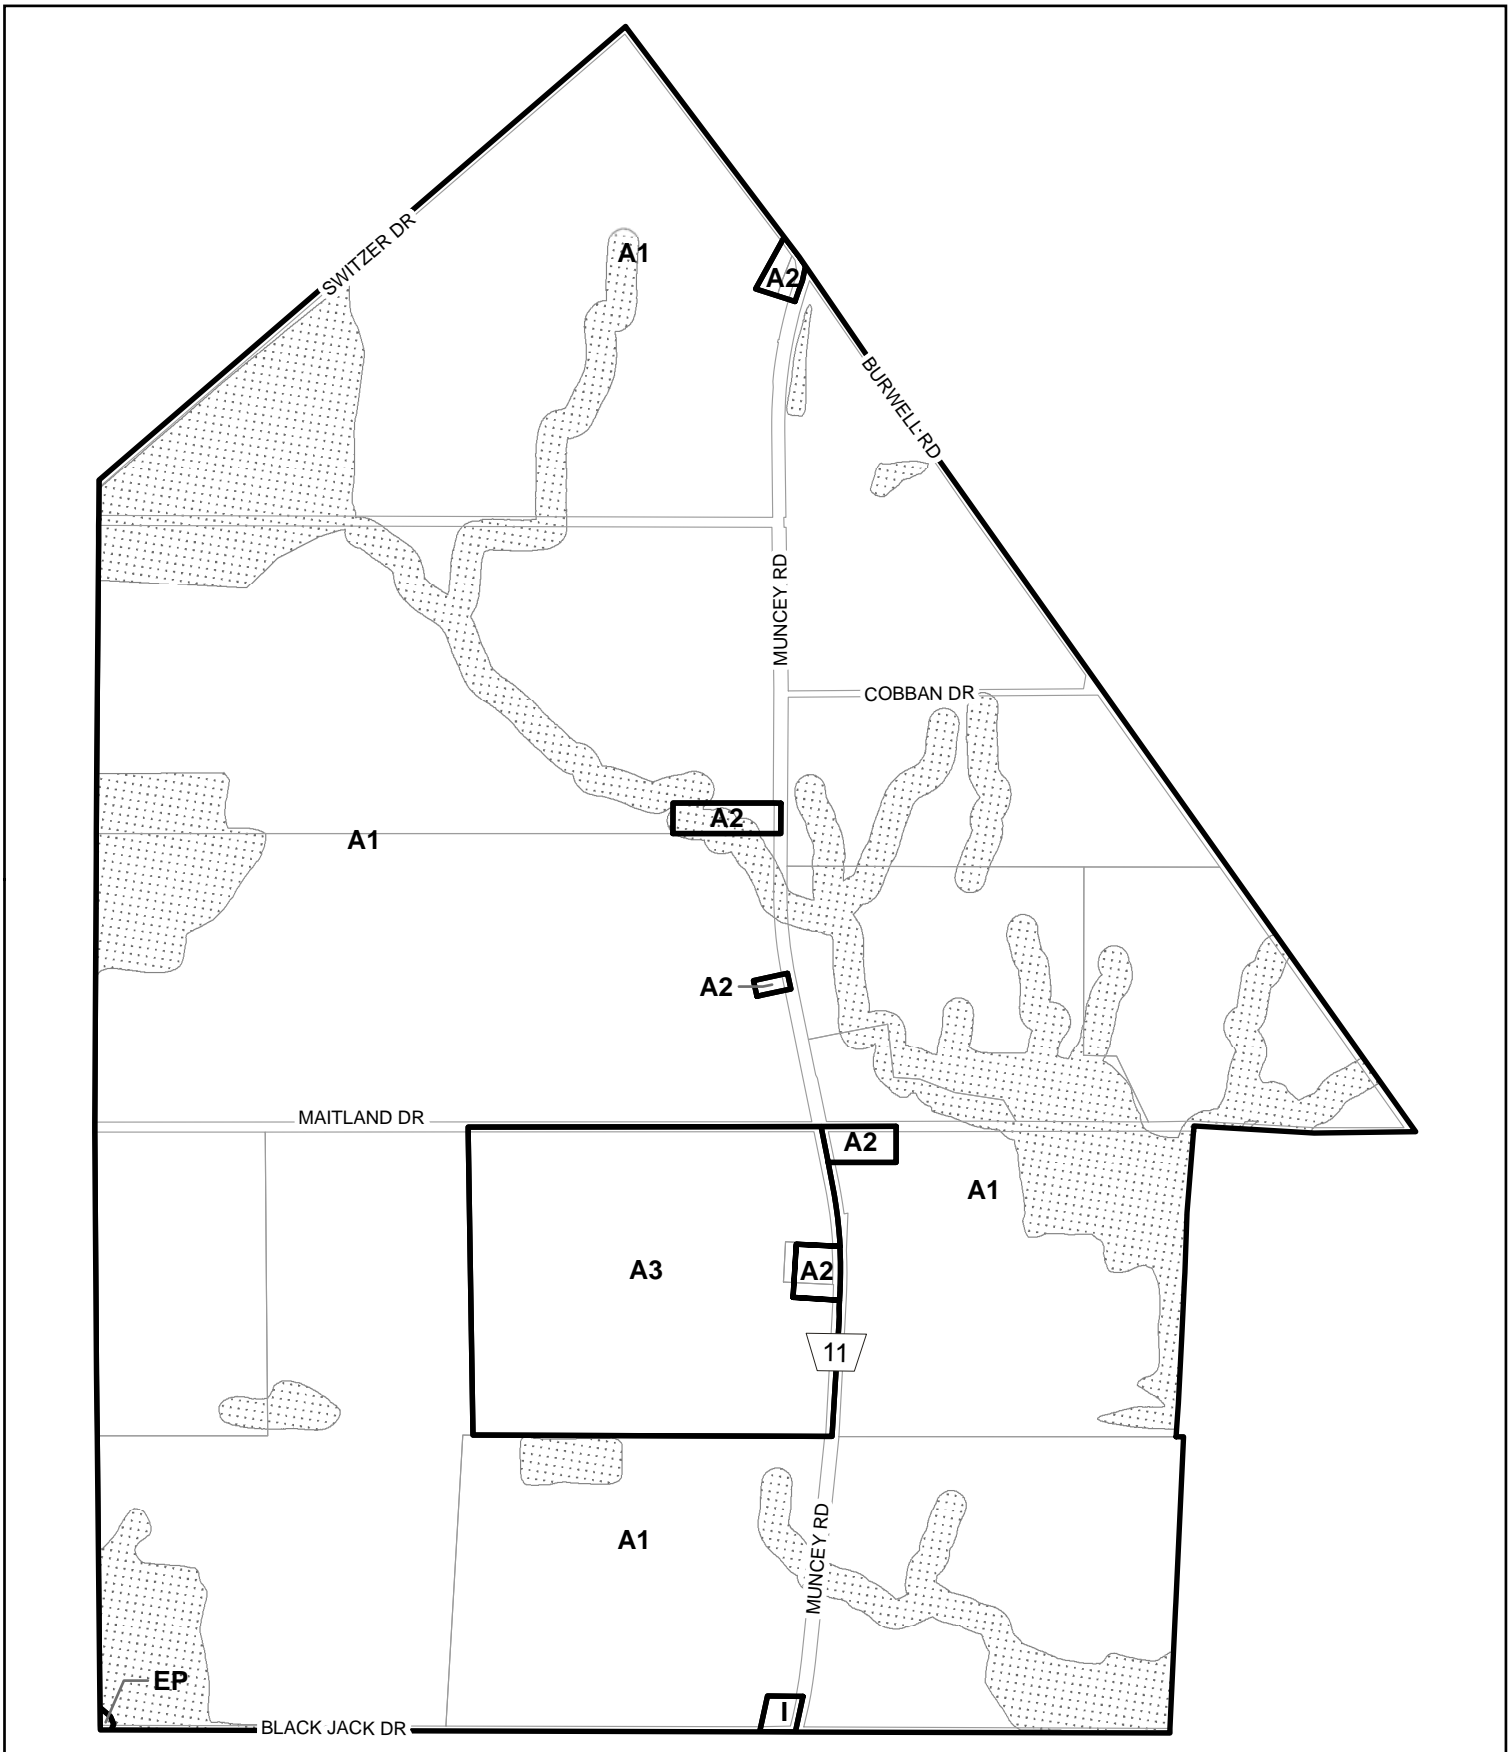 SWITZER DR
A1
A2
BURWELL RD
MUNCEY RD
COBBAN DR
A2
A1
A2
MAITLAND DR
A2
A1
A3
A2
11
A1
MUNCEY RD
EP
I
BLACK JACK DR